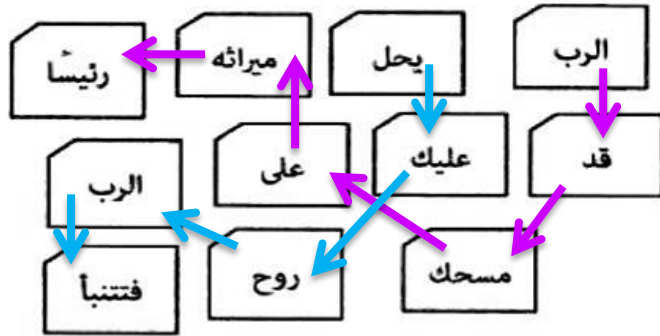 الرب
يحل
ميراثه
رئيسًا
قد
عليك
على
الرب
مسحك
روح
فتتنبأ